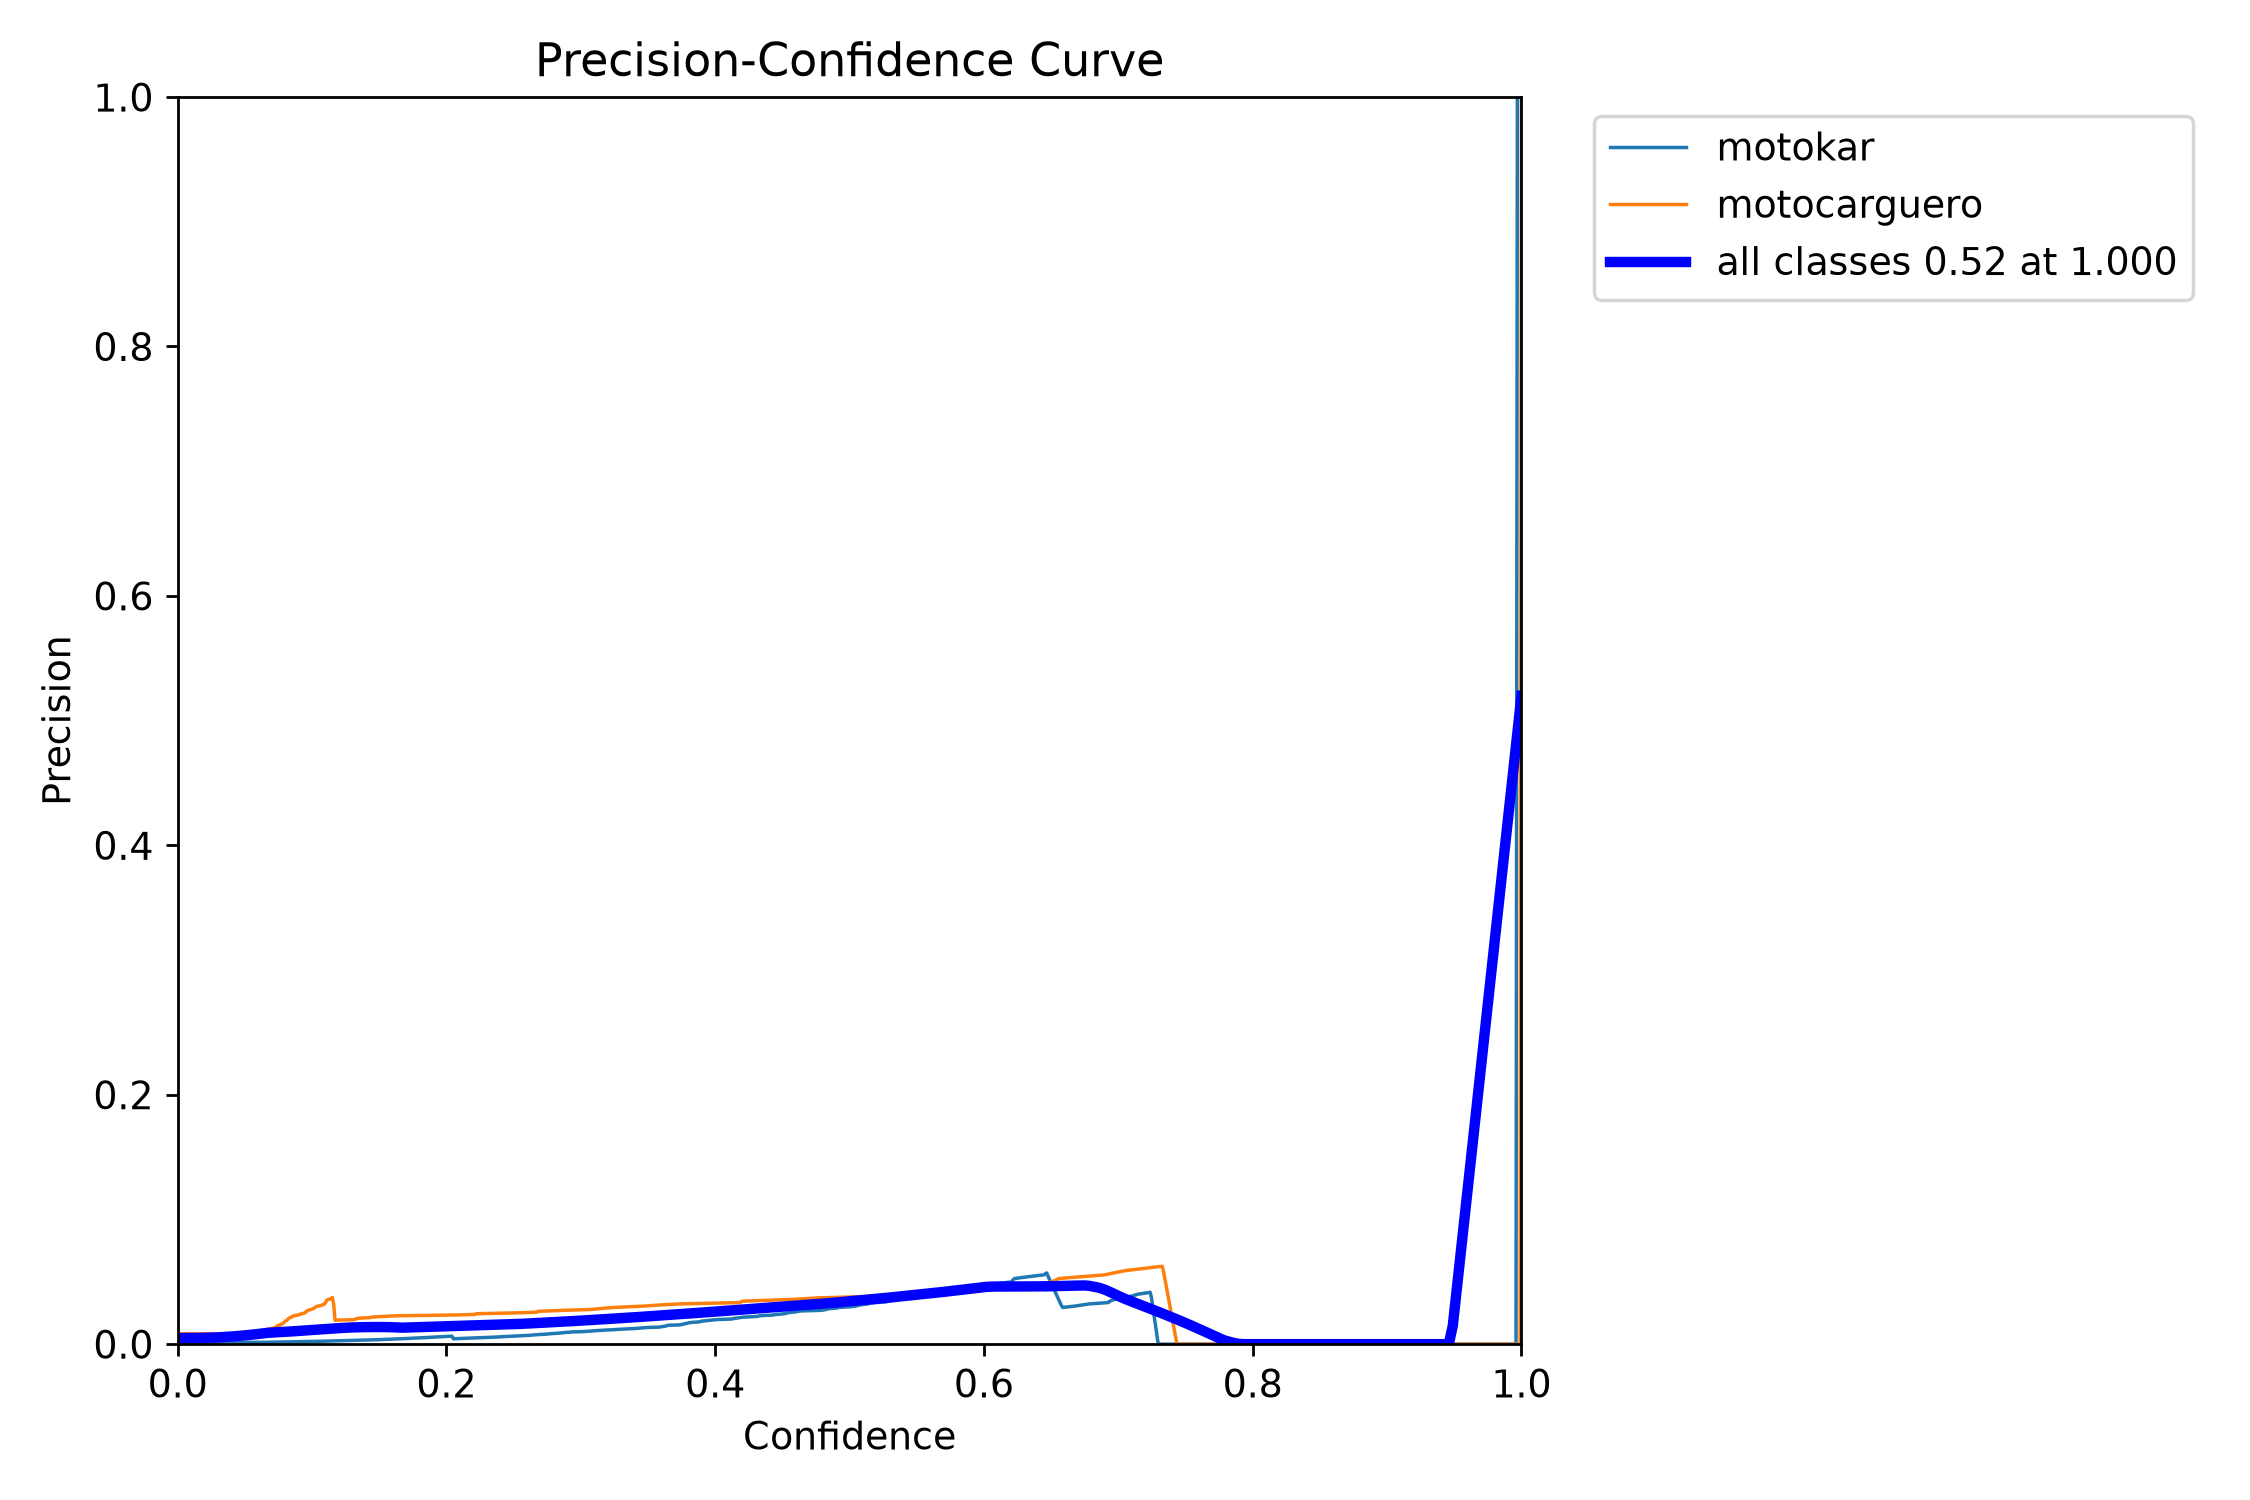 Precision-Confidence Curve
1.0
0.8
0.6
0.4
0.2
0.0
Precision
0.0 0.2 0.4 0.6 0.8 1.0
Confidence
motokar
motocarguero
all classes 0.52 at 1.000